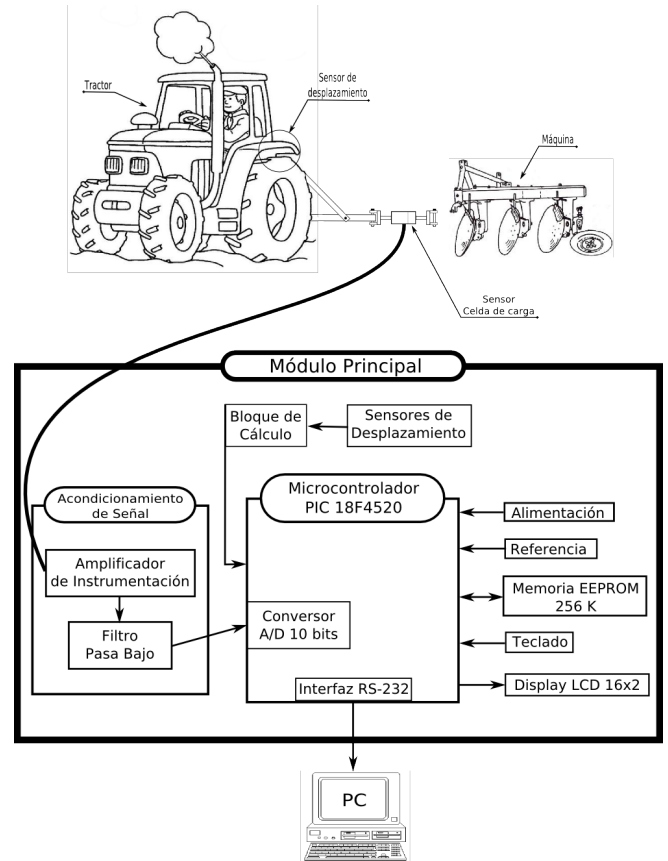 Tractor
Sensor de
desplazamiento
Máquina
Sensor
Celda de carga
Módulo Principal
Bloque de
Cálculo
Sensores de
Desplazamiento
Acondicionamiento
de Señal
Microcontrolador
PIC 18F4520
Alimentación
Referencia
Amplificador
de Instrumentación
Memoria EEPROM
256 K
Conversor
A/D 10 bits
Filtro
Pasa Bajo
Teclado
Interfaz RS-232
Display LCD 16x2
PC